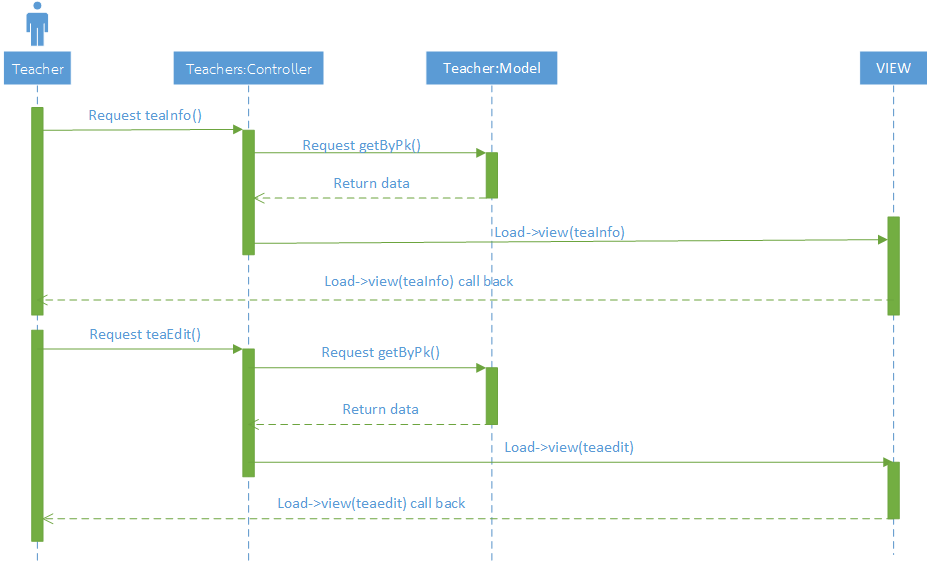 Teacher
Teachers:Controller
Teacher:Model
VIEW
Request teaInfo()
Request getByPk()
Return data
Load->view(teaInfo)
Load->view(teaInfo) call back
Request teaEdit()
Request getByPk()
Return data
Load->view(teaedit)
Load->view(teaedit) call back